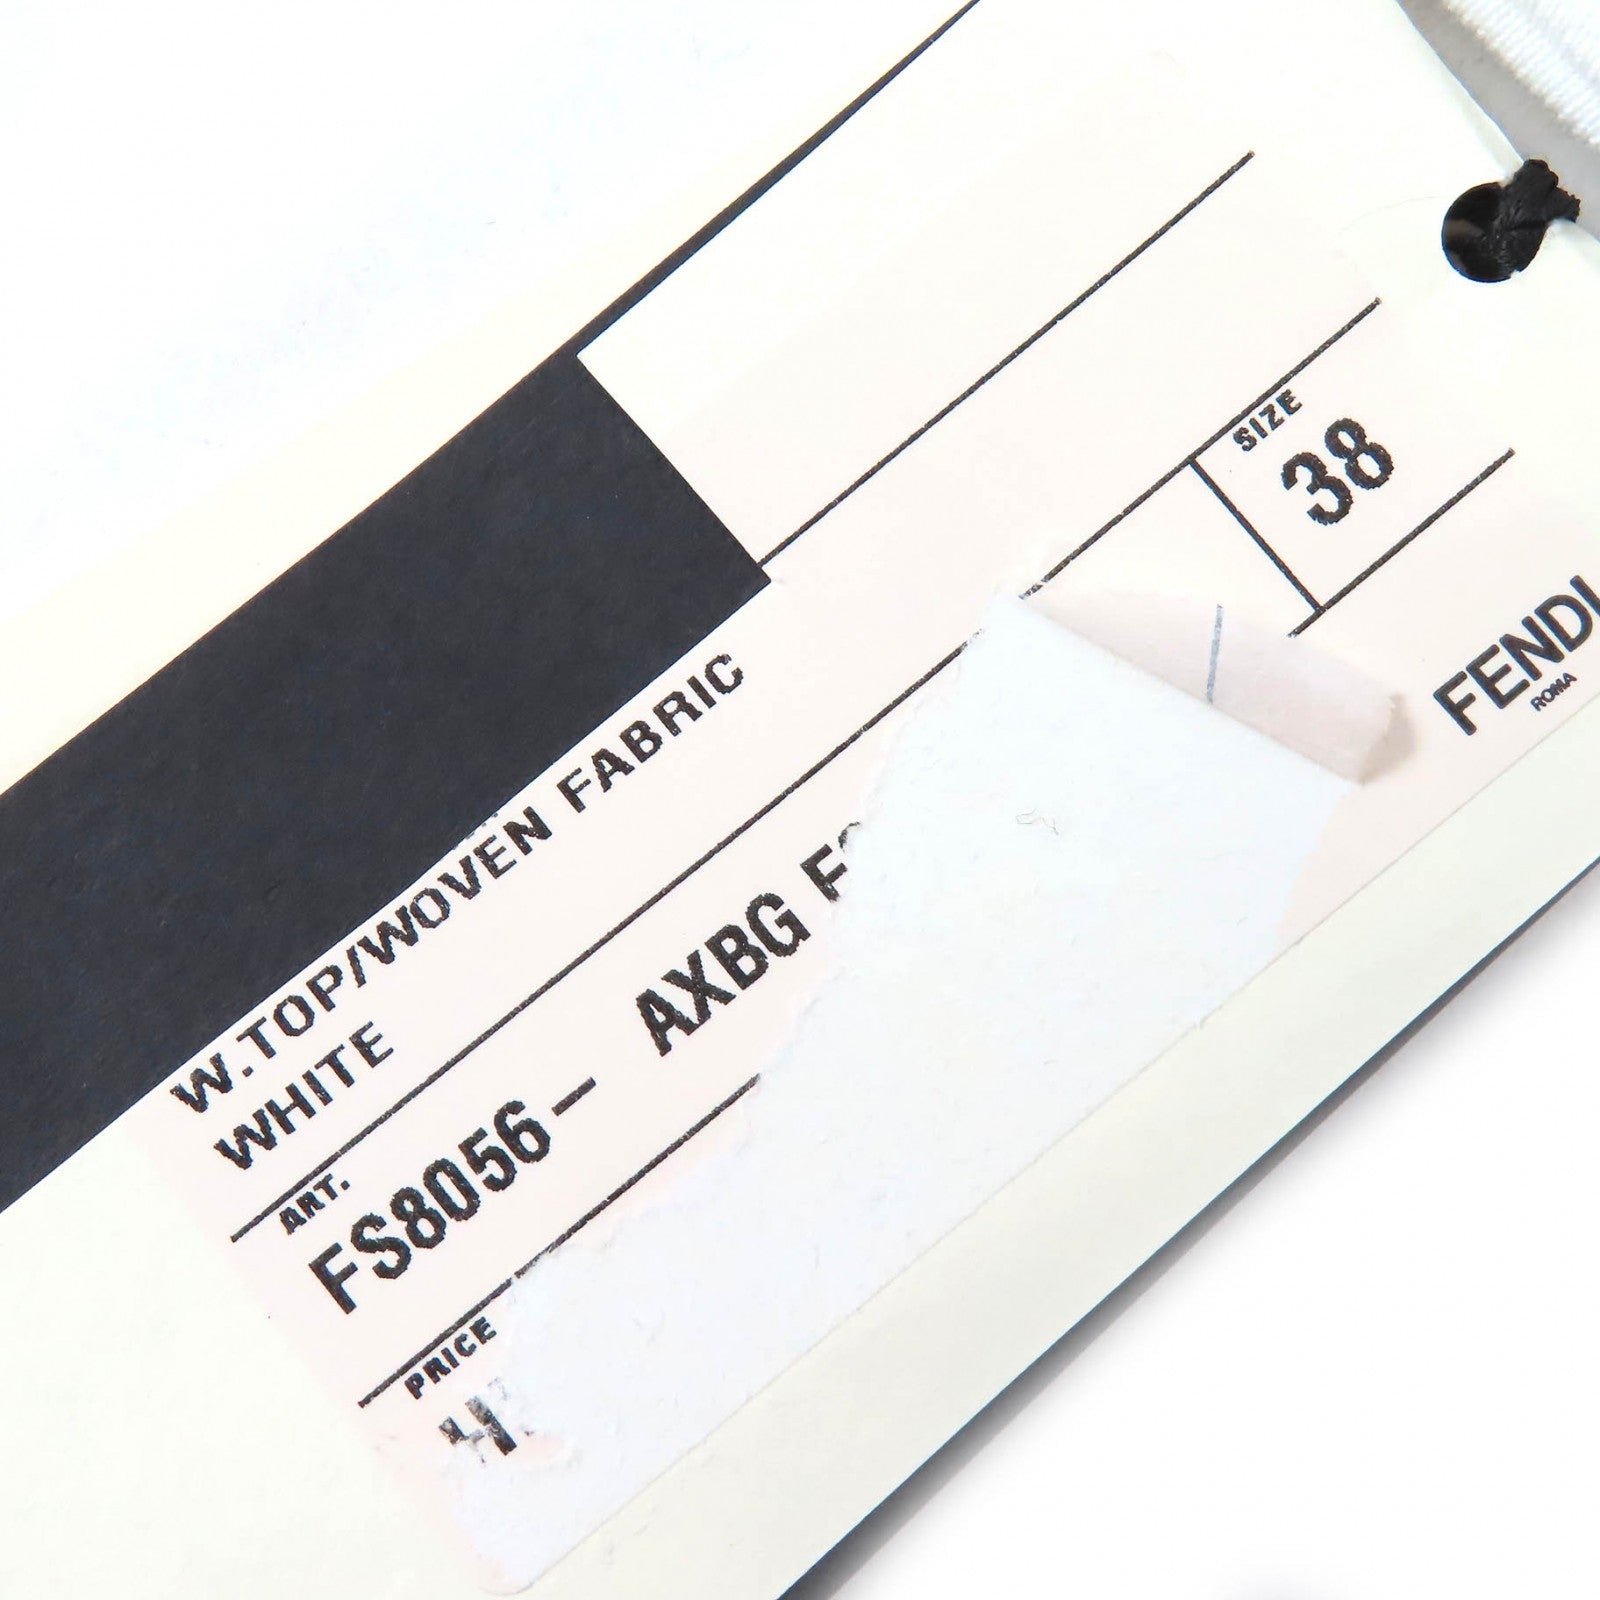 SIZE
38
W.TOP/WOVEN FABRIC
WHITE
ART.
FS8056- AXBG
PRICE
FENDI
ROMA